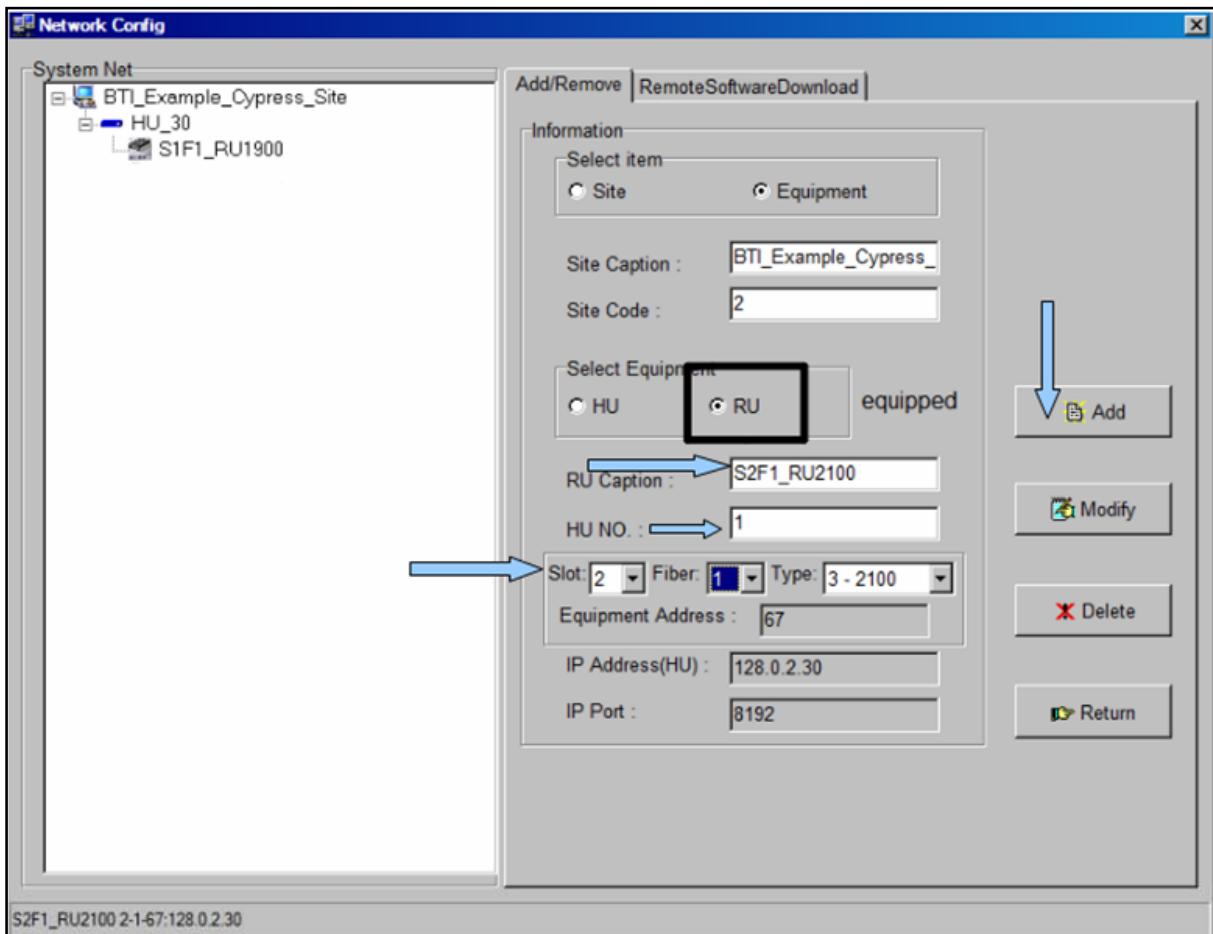 Network Config
System Net
BTI_Example_Cypress_Site
HU_30
S1F1_RU1900
Add/Remove RemoteSoftwareDownload
Information
Select item
Site Equipment
Site Caption : BTI_Example_Cypress_
Site Code : 2
Select Equipment
HU RU equipped
RU Caption : S2F1_RU2100
HU NO. : 1
Slot: 2 Fiber: 1 Type: 3 - 2100
Equipment Address : 67
IP Address(HU) : 128.0.2.30
IP Port : 8192
Add
Modify
Delete
Return
S2F1_RU2100 2-1-67:128.0.2.30